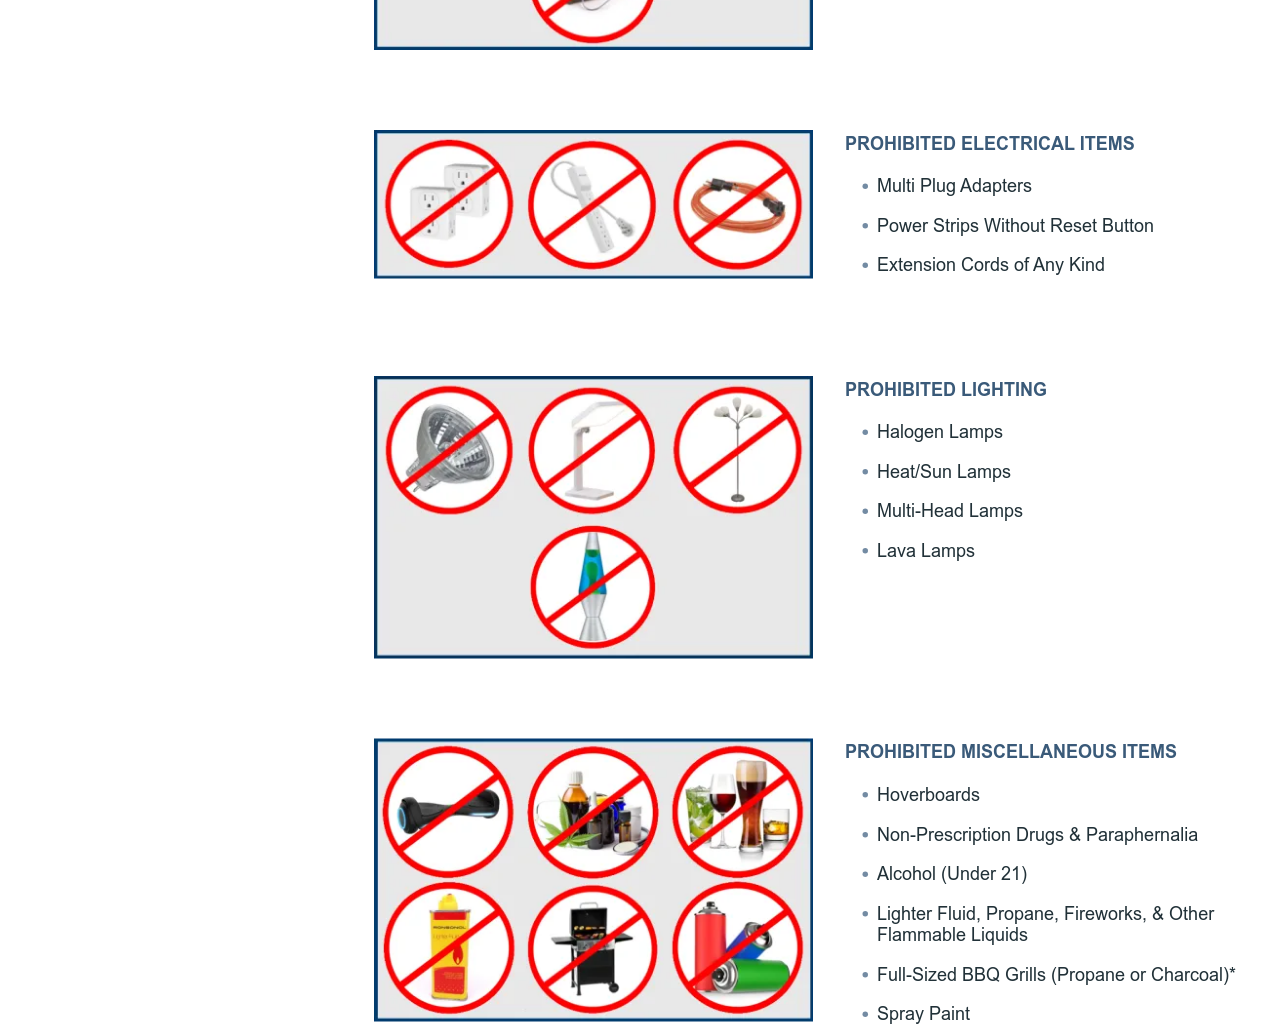 PROHIBITED ELECTRICAL ITEMS
Multi Plug Adapters
Power Strips Without Reset Button
Extension Cords of Any Kind
PROHIBITED LIGHTING
Halogen Lamps
Heat/Sun Lamps
Multi-Head Lamps
Lava Lamps
PROHIBITED MISCELLANEOUS ITEMS
Hoverboards
Non-Prescription Drugs & Paraphernalia
Alcohol (Under 21)
Lighter Fluid, Propane, Fireworks, & Other
Flammable Liquids
Full-Sized BBQ Grills (Propane or Charcoal)*
Spray Paint
RONSONOL